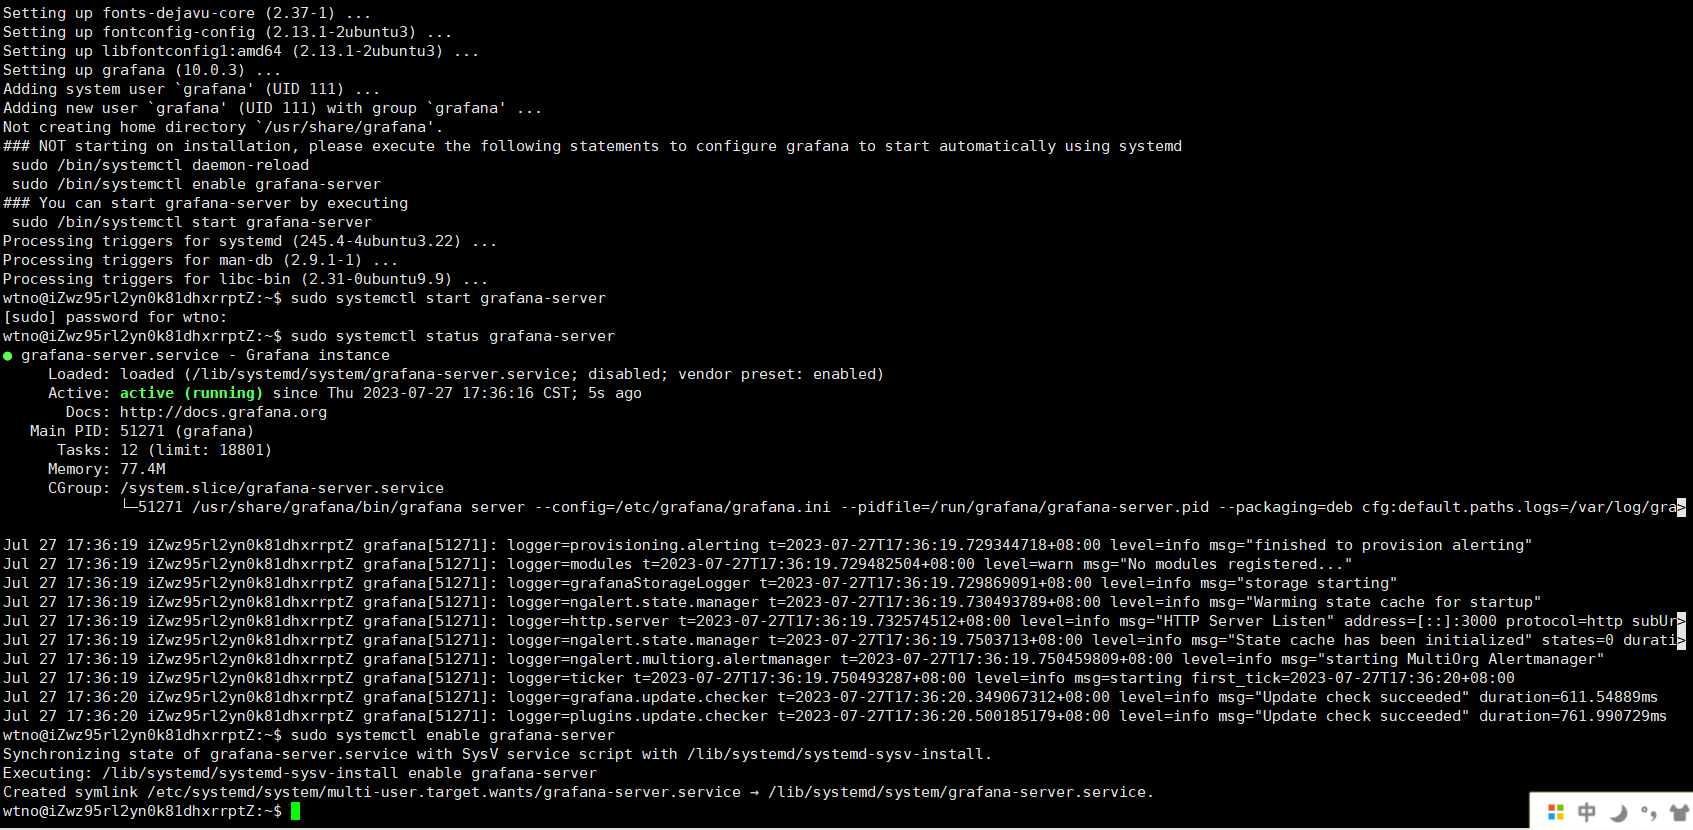 Setting up fonts-dejavu-core (2.37-1) ...
Setting up fontconfig-config (2.13.1-2ubuntu3) ...
Setting up libfontconfig1:amd64 (2.13.1-2ubuntu3) ...
Setting up grafana (10.0.3) ...
Adding system user `grafana' (UID 111) ...
Adding new user `grafana' (UID 111) with group `grafana' ...
Not creating home directory `/usr/share/grafana'.
### NOT starting on installation, please execute the following statements to configure grafana to start automatically using systemd
 sudo /bin/systemctl daemon-reload
 sudo /bin/systemctl enable grafana-server
### You can start grafana-server by executing
 sudo /bin/systemctl start grafana-server
Processing triggers for systemd (245.4-4ubuntu3.22) ...
Processing triggers for man-db (2.9.1-1) ...
Processing triggers for libc-bin (2.31-0ubuntu9.9) ...
wtno@iZwz95rl2yn0k81dhxrrptZ:~$ sudo systemctl start grafana-server
[sudo] password for wtno:
wtno@iZwz95rl2yn0k81dhxrrptZ:~$ sudo systemctl status grafana-server
● grafana-server.service - Grafana instance
     Loaded: loaded (/lib/systemd/system/grafana-server.service; disabled; vendor preset: enabled)
     Active: active (running) since Thu 2023-07-27 17:36:16 CST; 5s ago
       Docs: http://docs.grafana.org
   Main PID: 51271 (grafana)
      Tasks: 12 (limit: 18801)
     Memory: 77.4M
     CGroup: /system.slice/grafana-server.service
             └─51271 /usr/share/grafana/bin/grafana server --config=/etc/grafana/grafana.ini --pidfile=/run/grafana/grafana-server.pid --packaging=deb cfg:default.paths.logs=/var/log/gra>
Jul 27 17:36:19 iZwz95rl2yn0k81dhxrrptZ grafana[51271]: logger=provisioning.alerting t=2023-07-27T17:36:19.729344718+08:00 level=info msg="finished to provision alerting"
Jul 27 17:36:19 iZwz95rl2yn0k81dhxrrptZ grafana[51271]: logger=modules t=2023-07-27T17:36:19.729482504+08:00 level=warn msg="No modules registered..."
Jul 27 17:36:19 iZwz95rl2yn0k81dhxrrptZ grafana[51271]: logger=grafanaStorageLogger t=2023-07-27T17:36:19.729869091+08:00 level=info msg="storage starting"
Jul 27 17:36:19 iZwz95rl2yn0k81dhxrrptZ grafana[51271]: logger=ngalert.state.manager t=2023-07-27T17:36:19.730493789+08:00 level=info msg="Warming state cache for startup"
Jul 27 17:36:19 iZwz95rl2yn0k81dhxrrptZ grafana[51271]: logger=http.server t=2023-07-27T17:36:19.732574512+08:00 level=info msg="HTTP Server Listen" address=[::]:3000 protocol=http subUr>
Jul 27 17:36:19 iZwz95rl2yn0k81dhxrrptZ grafana[51271]: logger=ngalert.state.manager t=2023-07-27T17:36:19.7503713+08:00 level=info msg="State cache has been initialized" states=0 durati>
Jul 27 17:36:19 iZwz95rl2yn0k81dhxrrptZ grafana[51271]: logger=ngalert.multiorg.alertmanager t=2023-07-27T17:36:19.750459809+08:00 level=info msg="starting MultiOrg Alertmanager"
Jul 27 17:36:19 iZwz95rl2yn0k81dhxrrptZ grafana[51271]: logger=ticker t=2023-07-27T17:36:19.750493287+08:00 level=info msg=starting first_tick=2023-07-27T17:36:20+08:00
Jul 27 17:36:20 iZwz95rl2yn0k81dhxrrptZ grafana[51271]: logger=grafana.update.checker t=2023-07-27T17:36:20.349067312+08:00 level=info msg="Update check succeeded" duration=611.54889ms
Jul 27 17:36:20 iZwz95rl2yn0k81dhxrrptZ grafana[51271]: logger=plugins.update.checker t=2023-07-27T17:36:20.500185179+08:00 level=info msg="Update check succeeded" duration=761.990729ms
wtno@iZwz95rl2yn0k81dhxrrptZ:~$ sudo systemctl enable grafana-server
Synchronizing state of grafana-server.service with SysV service script with /lib/systemd/systemd-sysv-install.
Executing: /lib/systemd/systemd-sysv-install enable grafana-server
Created symlink /etc/systemd/system/multi-user.target.wants/grafana-server.service → /lib/systemd/system/grafana-server.service.
wtno@iZwz95rl2yn0k81dhxrrptZ:~$
中